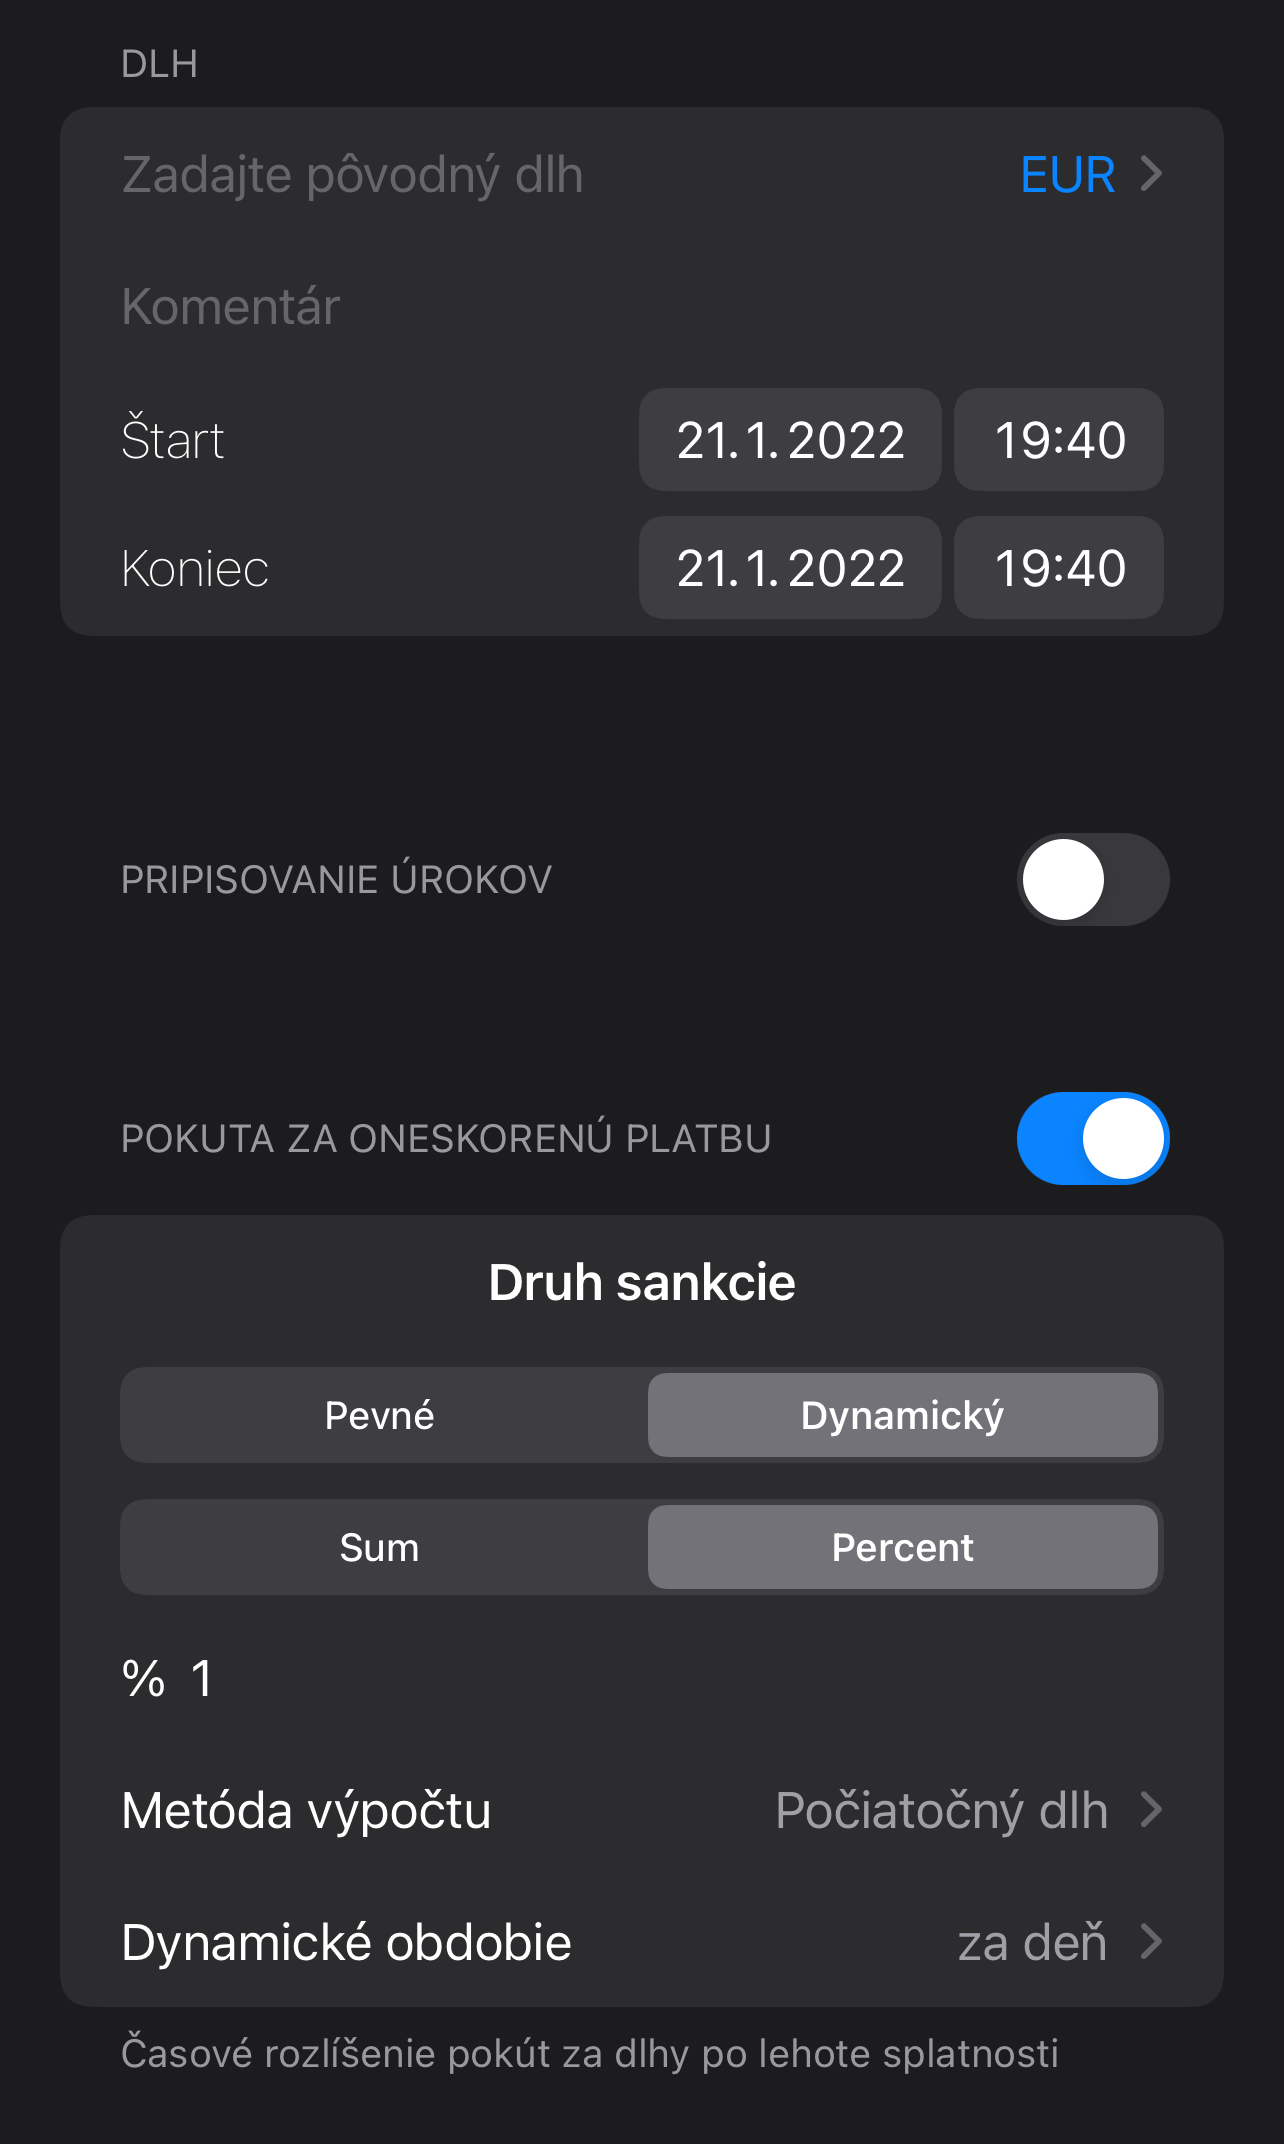 DLH
Zadajte pôvodný dlh EUR
Komentár
Štart 21. 1. 2022 19:40
Koniec 21. 1. 2022 19:40
PRIPISOVANIE ÚROKOV
POKUTA ZA ONESKORENÚ PLATBU
Druh sankcie
Pevné Dynamický
Sum Percent
% 1
Metóda výpočtu Počiatočný dlh
Dynamické obdobie za deň
Časové rozlíšenie pokút za dlhy po lehote splatnosti